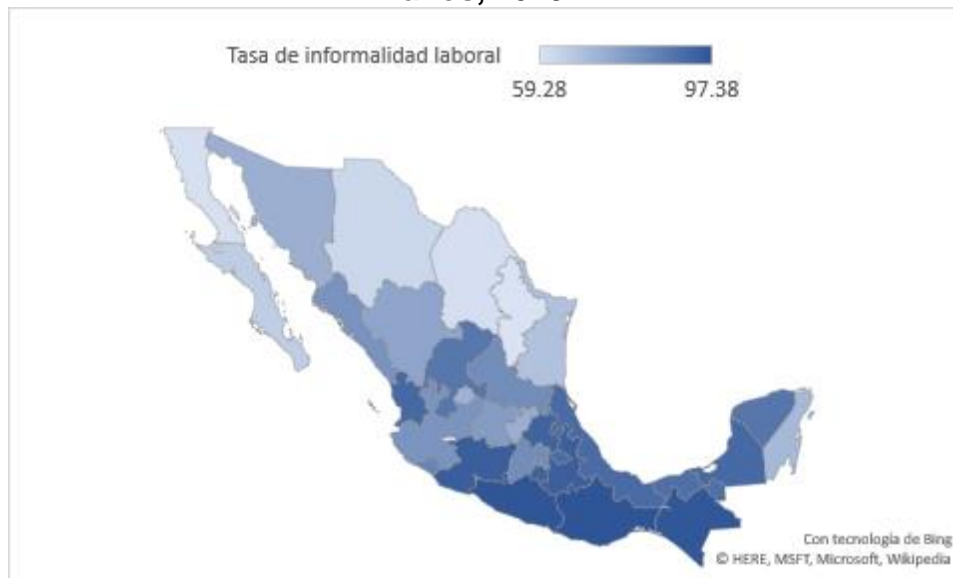 Tasa de informalidad laboral
59.28
97.38
Con tecnología de Bing
© HERE, MSFT, Microsoft, Wikipedia